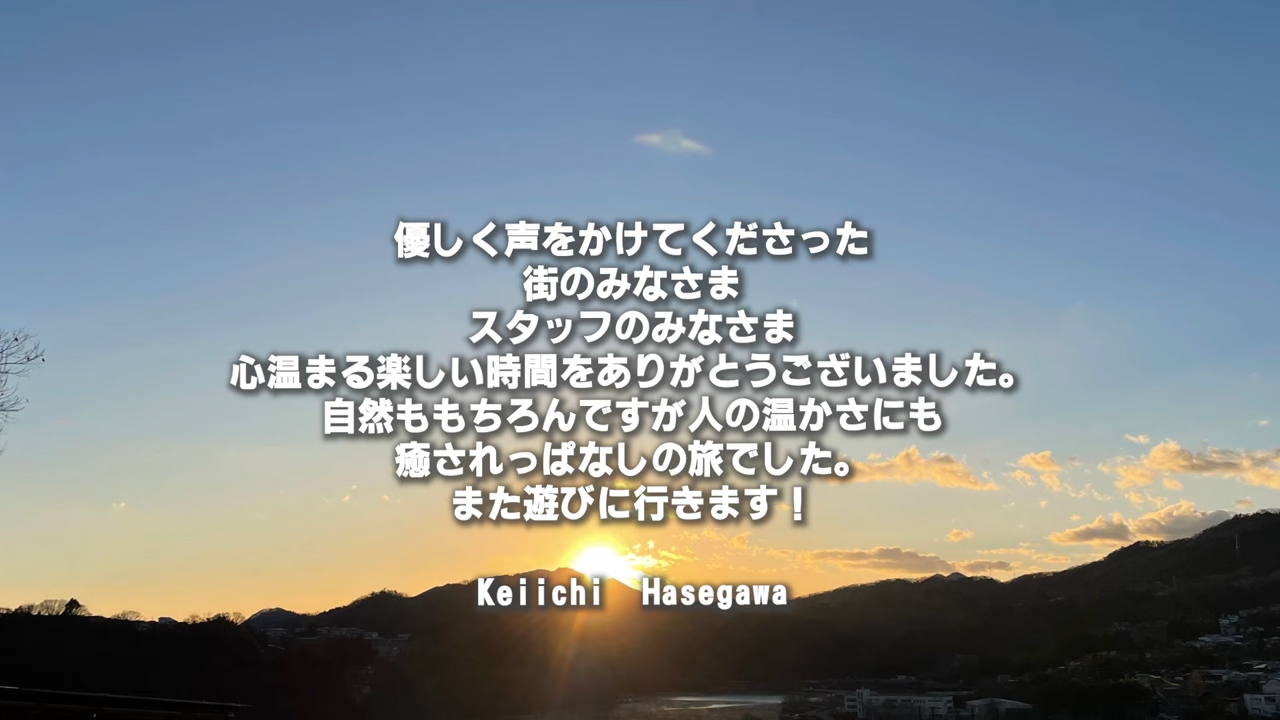 優しく声をかけてくださった
街のみなさま
スタッフのみなさま
心温まる楽しい時間をありがとうございました。
自然ももちろんですが人の温かさにも
癒されっぱなしの旅でした。
また遊びに行きます！
Keiichi　Hasegawa